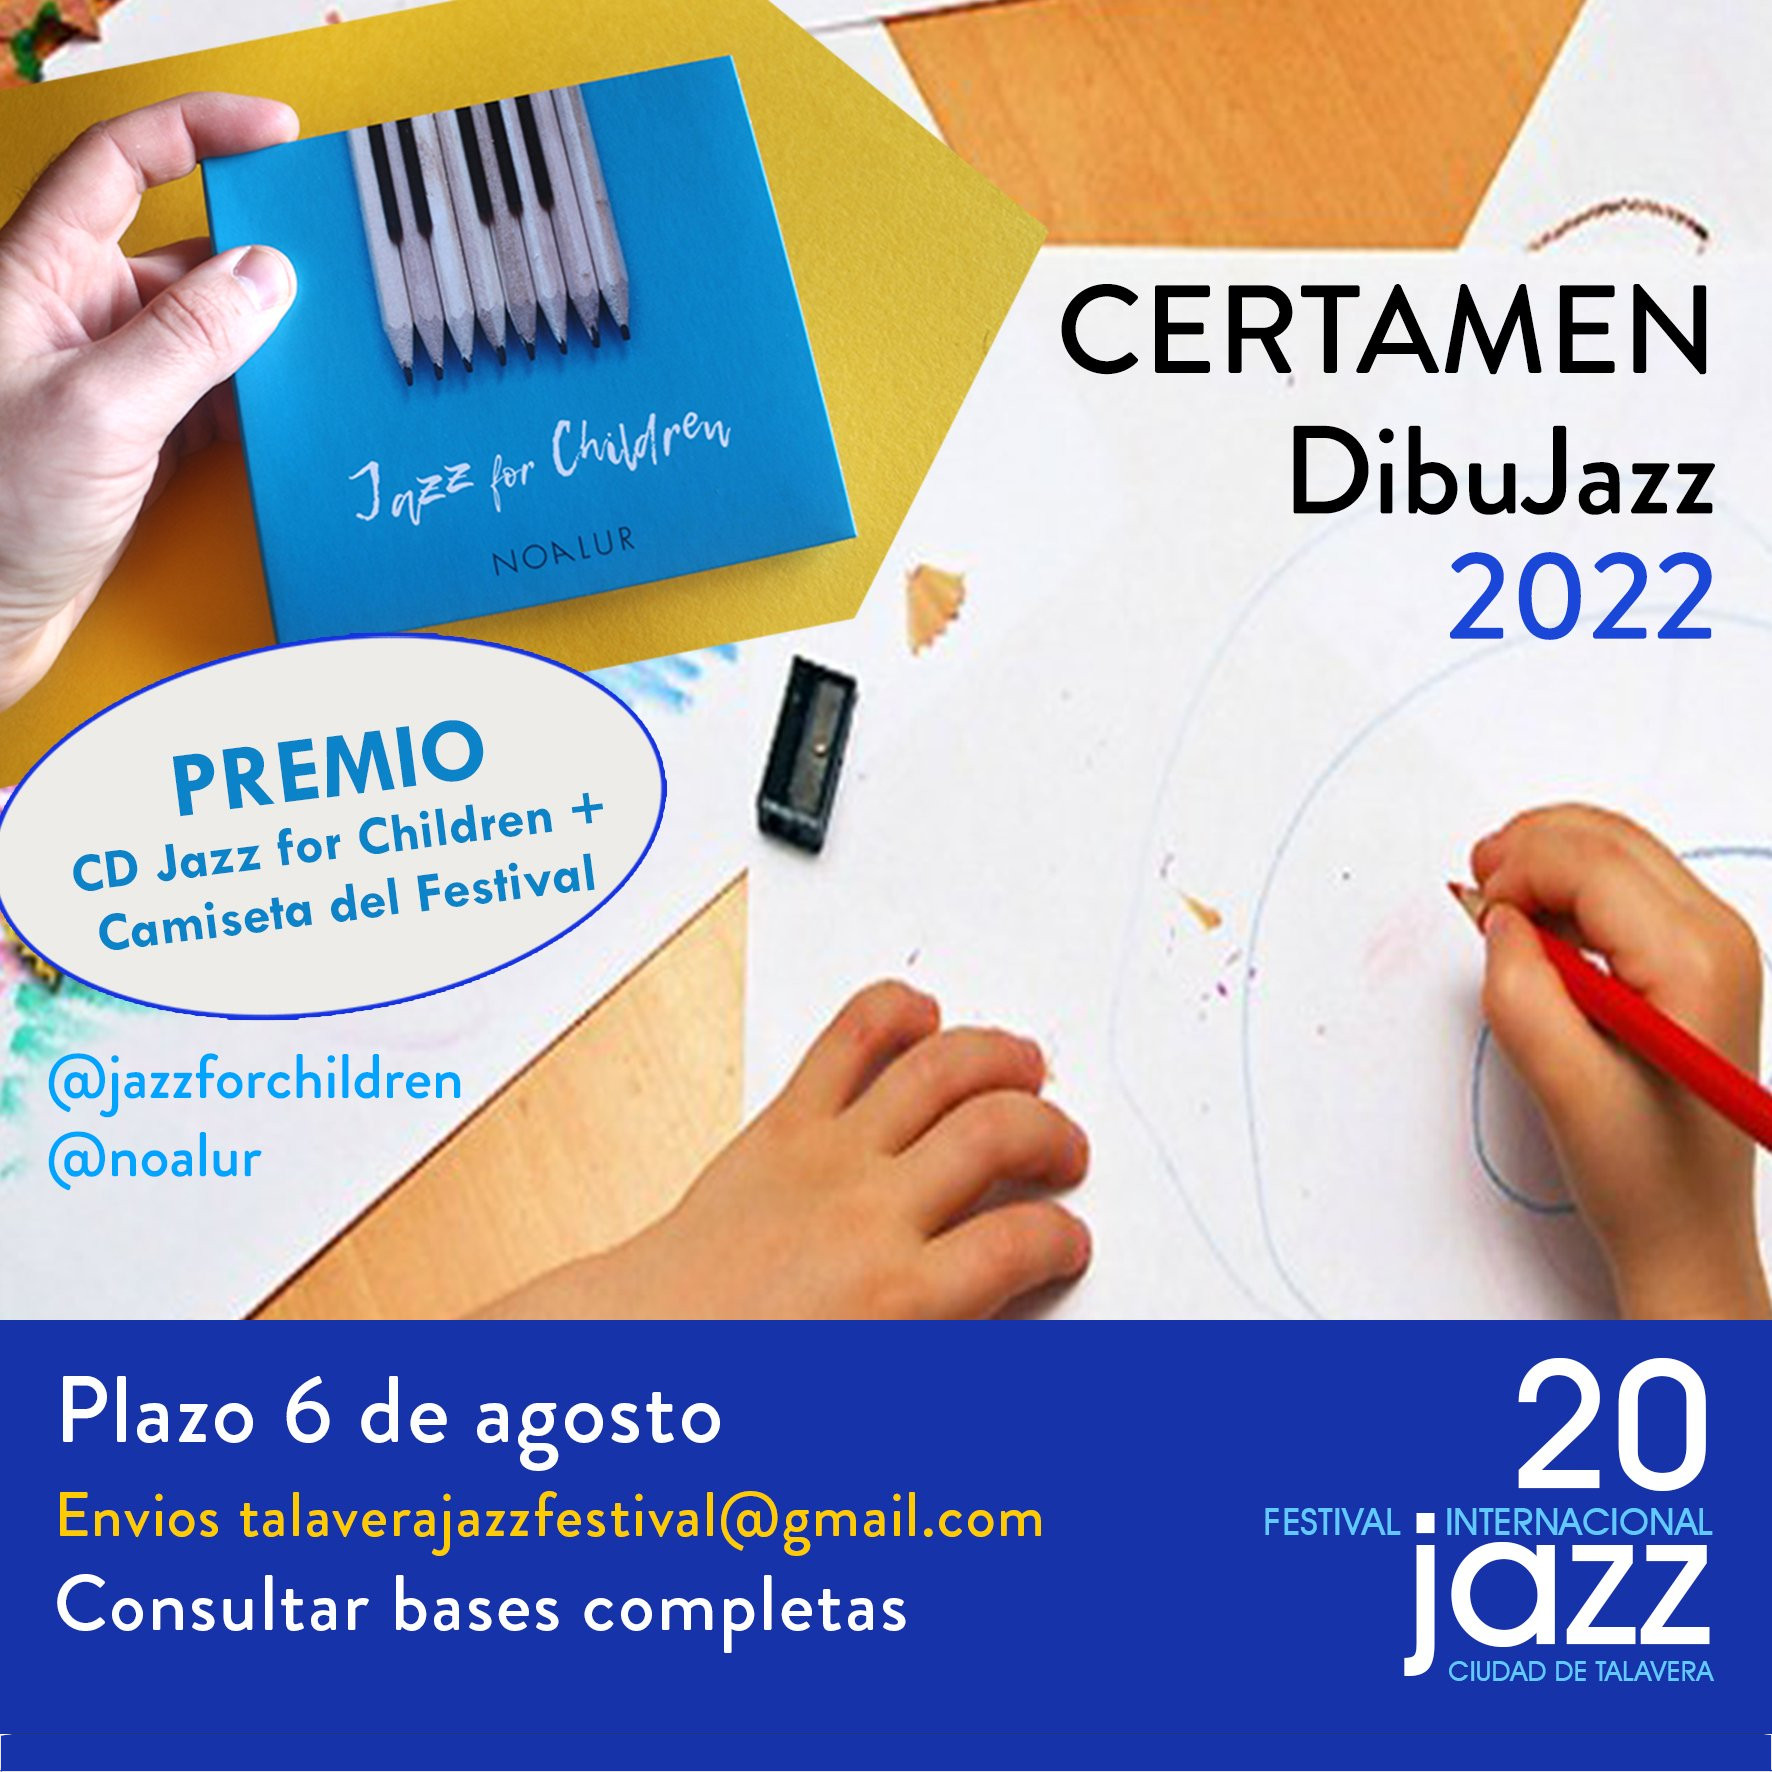 Jazz for Children
NOALUR
CERTAMEN
DibuJazz
2022
PREMIO
CD Jazz for Children +
Camiseta del Festival
@jazzforchildren
@noalur
Plazo 6 de agosto
Envios talaverajazzfestival@gmail.com
Consultar bases completas
20
FESTIVAL INTERNACIONAL
jazz
CIUDAD DE TALAVERA